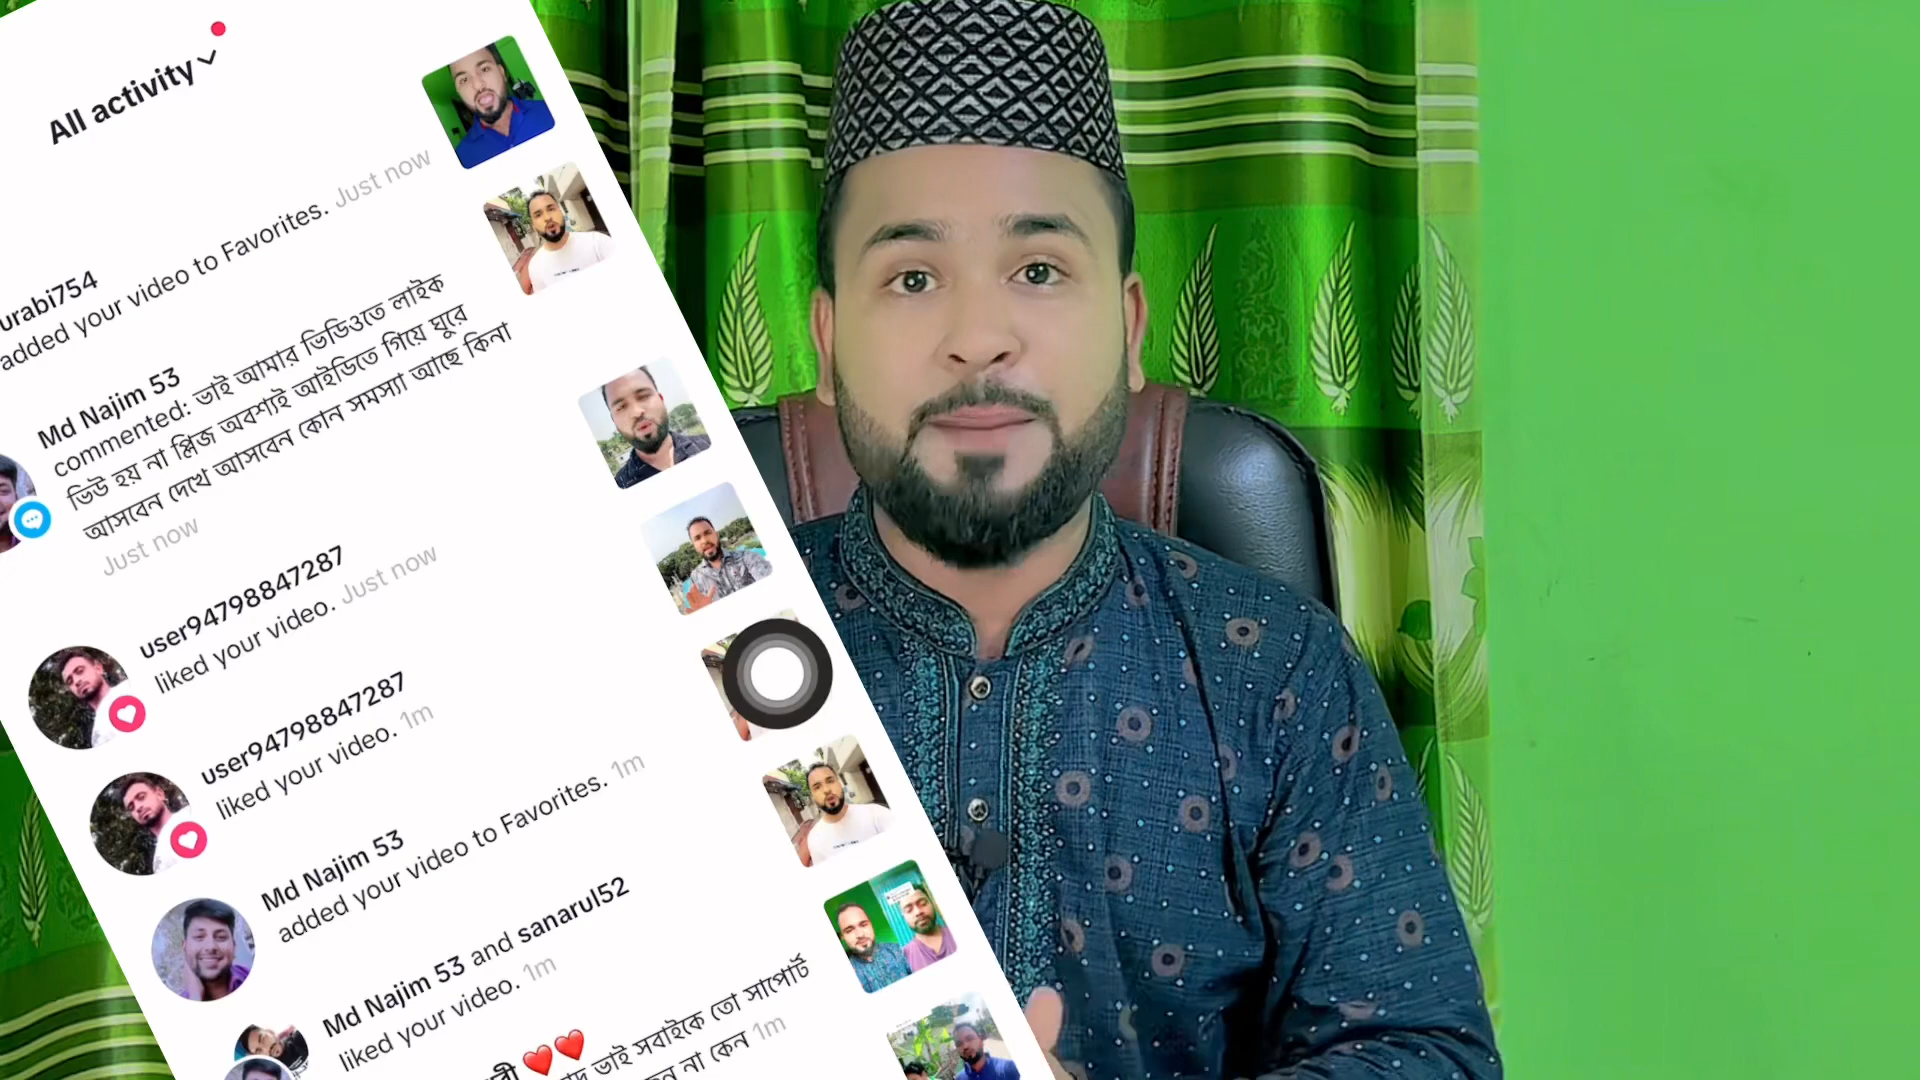 All activity
added your video to Favorites. Just now
Md Najim 53
commented: ভাই আমার ভিডিওতে লাইক
ভিউ হয় না প্লিজ অবশ্যই আইডিতে গিয়ে ঘুরে
আসবেন দেখে আসবেন কোন সমস্যা আছে কিনা
Just now
user94798847287
liked your video. Just now
user94798847287
liked your video. 1m
Md Najim 53
added your video to Favorites. 1m
Md Najim 53 and sanarul52
liked your video. 1m
❤️❤️
ভাই সবাইকে তো সাপোর্ট
না কেন 1m